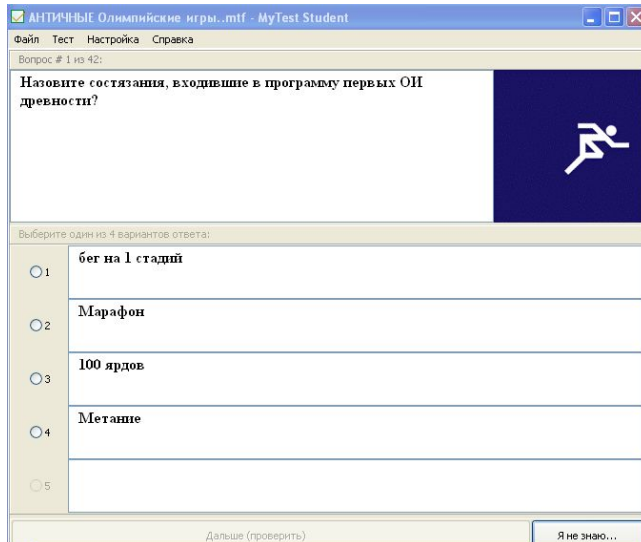 АНТИЧНЫЕ Олимпийские игры..mtf - MyTest Student
Файл Тест Настройка Справка
Вопрос # 1 из 42:
Назовите состязания, входившие в программу первых ОИ
древности?
Выберите один из 4 вариантов ответа:
1 бег на 1 стадий
2 Марафон
3 100 ярдов
4 Метание
5
Дальше (проверить) Я не знаю...